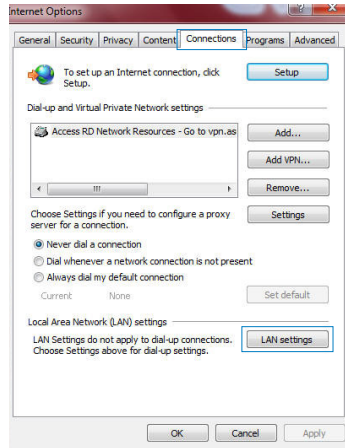 Internet Options
General Security Privacy Content Connections Programs Advanced
To set up an Internet connection, click
Setup.
Setup
Dial-up and Virtual Private Network settings
Access RD Network Resources - Go to vpn.as
Add...
Add VPN...
Remove...
Choose Settings if you need to configure a proxy
server for a connection.
Settings
Never dial a connection
Dial whenever a network connection is not present
Always dial my default connection
Current None
Set default
Local Area Network (LAN) settings
LAN Settings do not apply to dial-up connections.
Choose Settings above for dial-up settings.
LAN settings
OK Cancel Apply